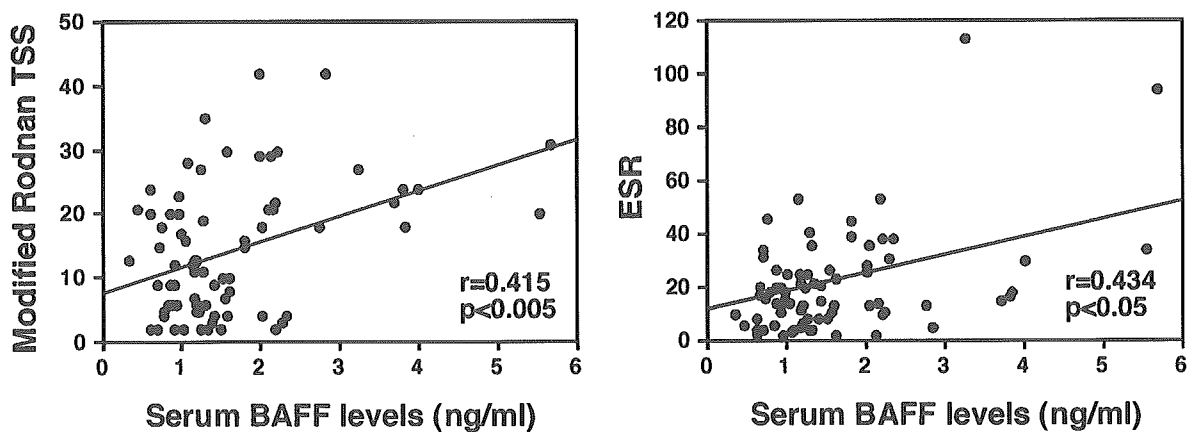 Modified Rodnan TSS
50
40
30
20
10
0
0 1 2 3 4 5 6
r=0.415
p<0.005
Serum BAFF levels (ng/ml)
ESR
120
100
80
60
40
20
0
0 1 2 3 4 5 6
r=0.434
p<0.05
Serum BAFF levels (ng/ml)